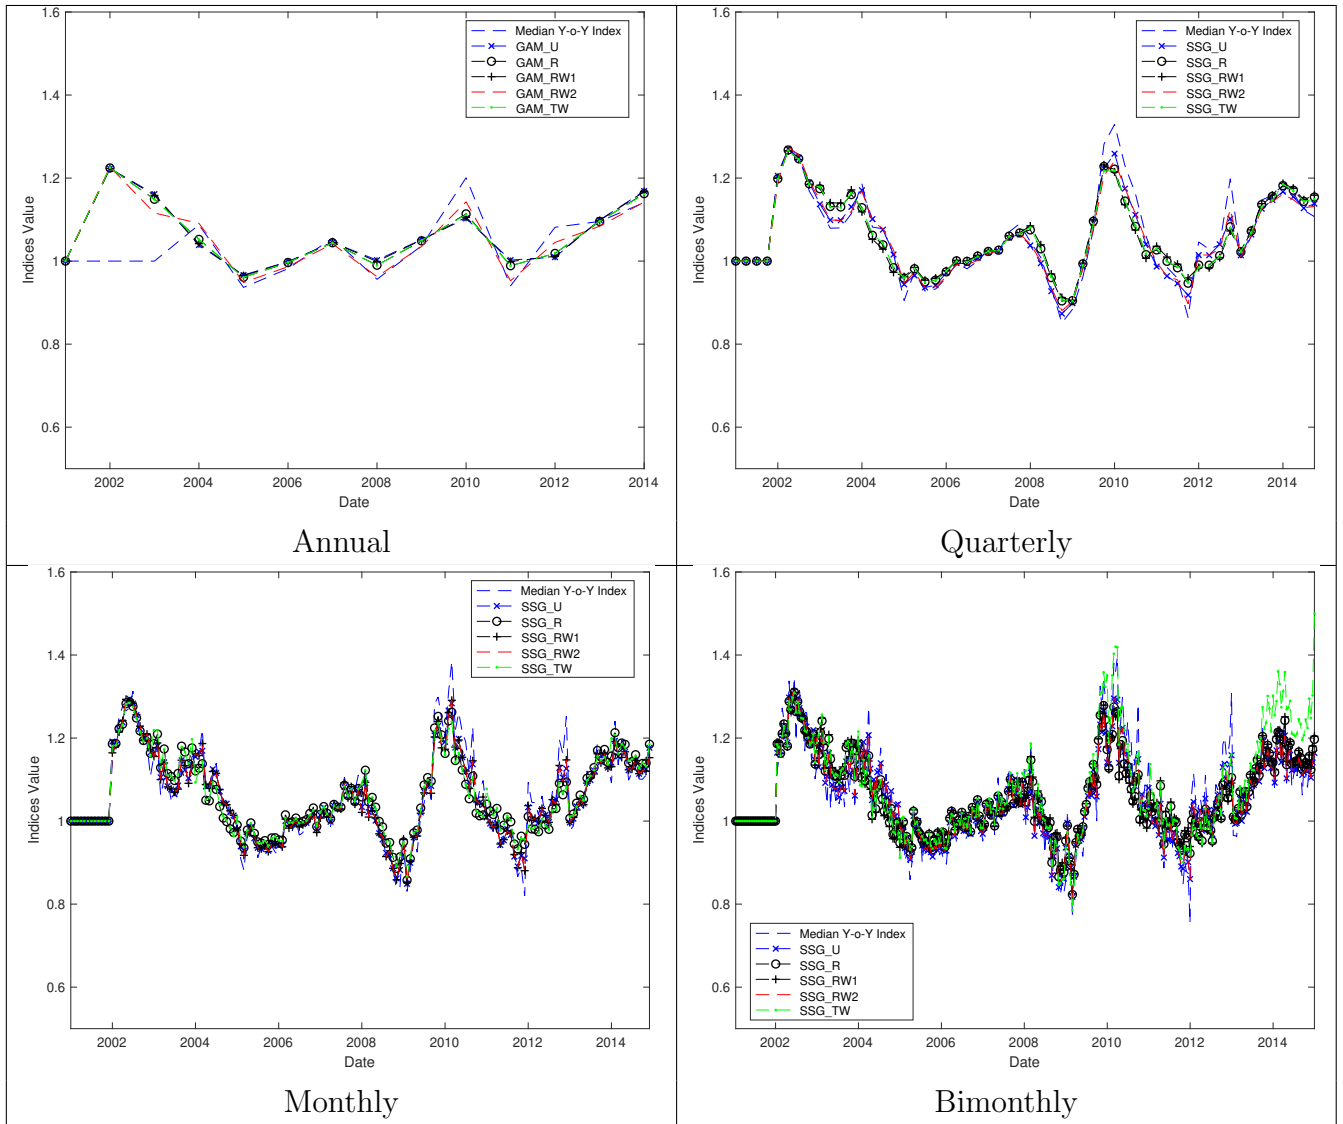 1.6
1.4
1.2
1
0.8
0.6
Indices Value
2002 2004 2006 2008 2010 2012 2014
Date
Median Y-o-Y Index
GAM_U
GAM_R
GAM_RW1
GAM_RW2
GAM_TW
Annual
1.6
1.4
1.2
1
0.8
0.6
Indices Value
2002 2004 2006 2008 2010 2012 2014
Date
Median Y-o-Y Index
SSG_U
SSG_R
SSG_RW1
SSG_RW2
SSG_TW
Quarterly
1.6
1.4
1.2
1
0.8
0.6
Indices Value
2002 2004 2006 2008 2010 2012 2014
Date
Median Y-o-Y Index
SSG_U
SSG_R
SSG_RW1
SSG_RW2
SSG_TW
Monthly
1.6
1.4
1.2
1
0.8
0.6
Indices Value
2002 2004 2006 2008 2010 2012 2014
Date
Median Y-o-Y Index
SSG_U
SSG_R
SSG_RW1
SSG_RW2
SSG_TW
Bimonthly